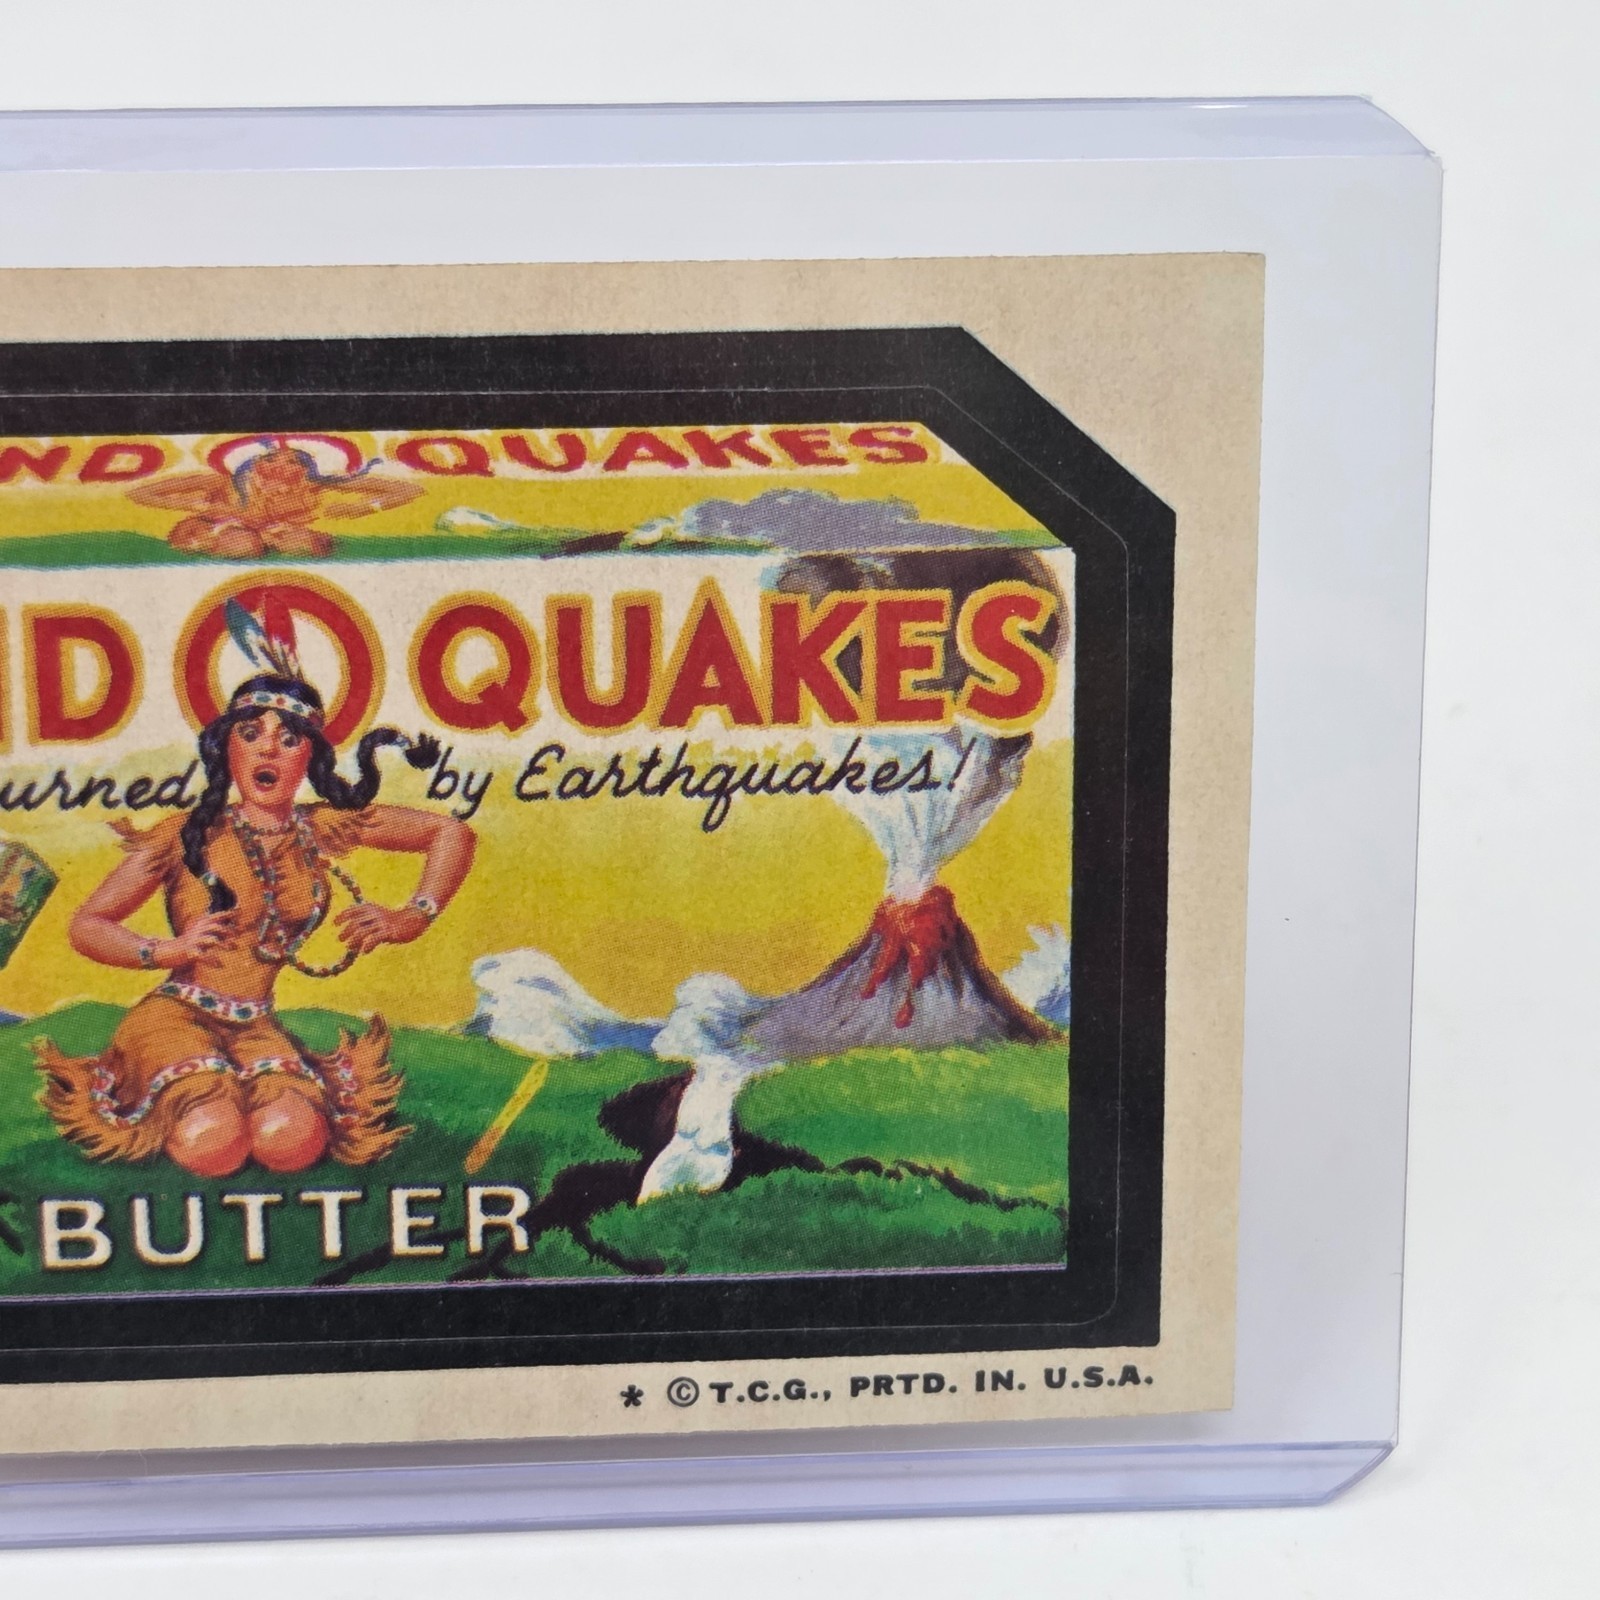 ND O QUAKES
ND O QUAKES
urned by Earthquakes!
BUTTER
* © T.C.G., PRTD. IN. U.S.A.